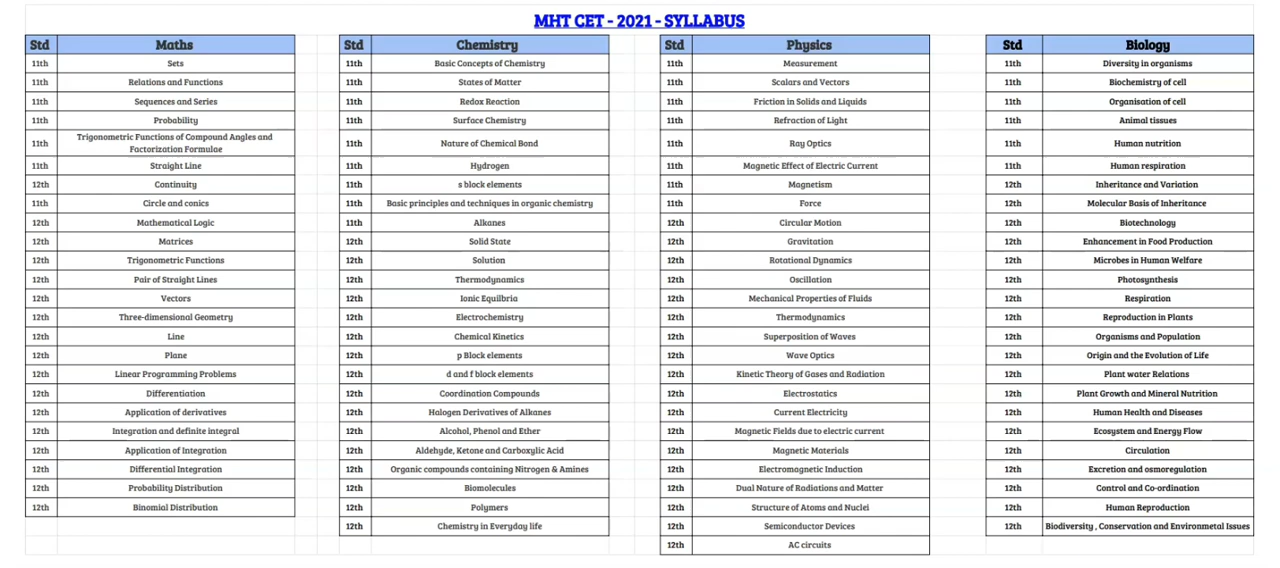 MHT CET - 2021 - SYLLABUS
Std Maths Std Chemistry Std Physics Std Biology
11th Sets 11th Basic Concepts of Chemistry 11th Measurement 11th Diversity in organisms
11th Relations and Functions 11th States of Matter 11th Scalars and Vectors 11th Biochemistry of cell
11th Sequences and Series 11th Redox Reaction 11th Friction in Solids and Liquids 11th Organisation of cell
11th Probability 11th Surface Chemistry 11th Refraction of Light 11th Animal tissues
11th Trigonometric Functions of Compound Angles and
Factorization Formulae 11th Nature of Chemical Bond 11th Ray Optics 11th Human nutrition
11th Straight Line 11th Hydrogen 11th Magnetic Effect of Electric Current 11th Human respiration
12th Continuity 11th s block elements 11th Magnetism 12th Inheritance and Variation
11th Circle and conics 11th Basic principles and techniques in organic chemistry 11th Force 12th Molecular Basis of Inheritance
12th Mathematical Logic 11th Alkanes 12th Circular Motion 12th Biotechnology
12th Matrices 12th Solid State 12th Gravitation 12th Enhancement in Food Production
12th Trigonometric Functions 12th Solution 12th Rotational Dynamics 12th Microbes in Human Welfare
12th Pair of Straight Lines 12th Thermodynamics 12th Oscillation 12th Photosynthesis
12th Vectors 12th Ionic Equilbria 12th Mechanical Properties of Fluids 12th Respiration
12th Three-dimensional Geometry 12th Electrochemistry 12th Thermodynamics 12th Reproduction in Plants
12th Line 12th Chemical Kinetics 12th Superposition of Waves 12th Organisms and Population
12th Plane 12th p Block elements 12th Wave Optics 12th Origin and the Evolution of Life
12th Linear Programming Problems 12th d and f block elements 12th Kinetic Theory of Gases and Radiation 12th Plant water Relations
12th Differentiation 12th Coordination Compounds 12th Electrostatics 12th Plant Growth and Mineral Nutrition
12th Application of derivatives 12th Halogen Derivatives of Alkanes 12th Current Electricity 12th Human Health and Diseases
12th Integration and definite integral 12th Alcohol, Phenol and Ether 12th Magnetic Fields due to electric current 12th Ecosystem and Energy Flow
12th Application of Integration 12th Aldehyde, Ketone and Carboxylic Acid 12th Magnetic Materials 12th Circulation
12th Differential Integration 12th Organic compounds containing Nitrogen & Amines 12th Electromagnetic Induction 12th Excretion and osmoregulation
12th Probability Distribution 12th Biomolecules 12th Dual Nature of Radiations and Matter 12th Control and Co-ordination
12th Binomial Distribution 12th Polymers 12th Structure of Atoms and Nuclei 12th Human Reproduction
12th Chemistry in Everyday life 12th Semiconductor Devices 12th Biodiversity , Conservation and Environmetal Issues
12th AC circuits